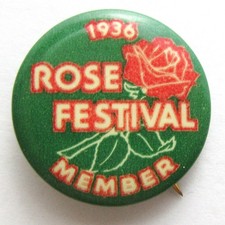 1936
ROSE
FESTIVAL
MEMBER